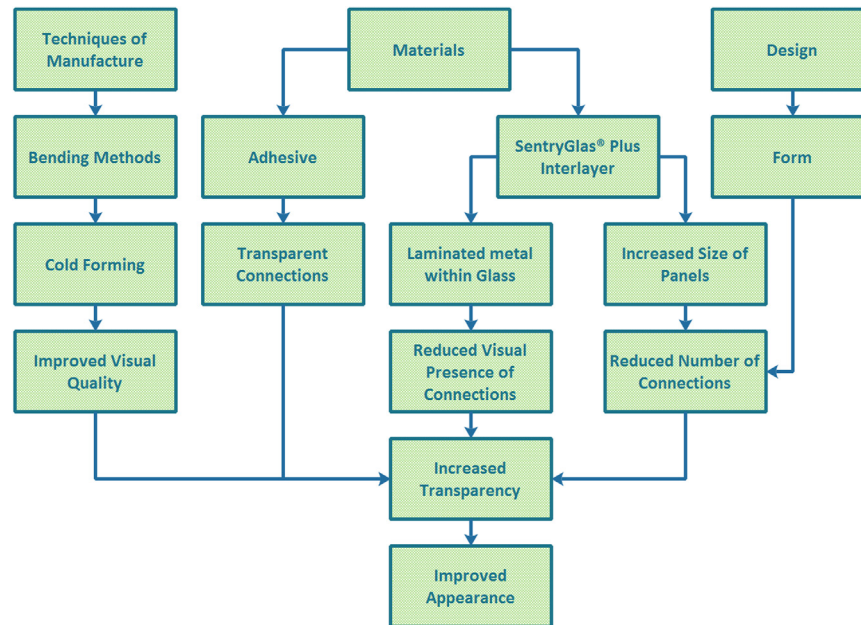 Techniques of
Manufacture
Materials
Design
Bending Methods
Adhesive
SentryGlas® Plus
Interlayer
Form
Cold Forming
Transparent
Connections
Laminated metal
within Glass
Increased Size of
Panels
Improved Visual
Quality
Reduced Visual
Presence of
Connections
Reduced Number of
Connections
Increased
Transparency
Improved
Appearance